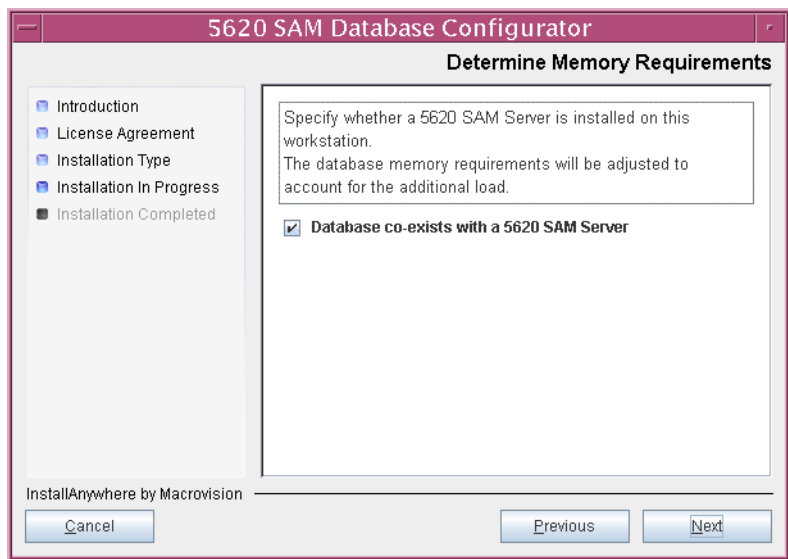 5620 SAM Database Configurator
Determine Memory Requirements
Introduction
License Agreement
Installation Type
Installation In Progress
Installation Completed
Specify whether a 5620 SAM Server is installed on this
workstation.
The database memory requirements will be adjusted to
account for the additional load.
Database co-exists with a 5620 SAM Server
InstallAnywhere by Macrovision
Cancel
Previous
Next